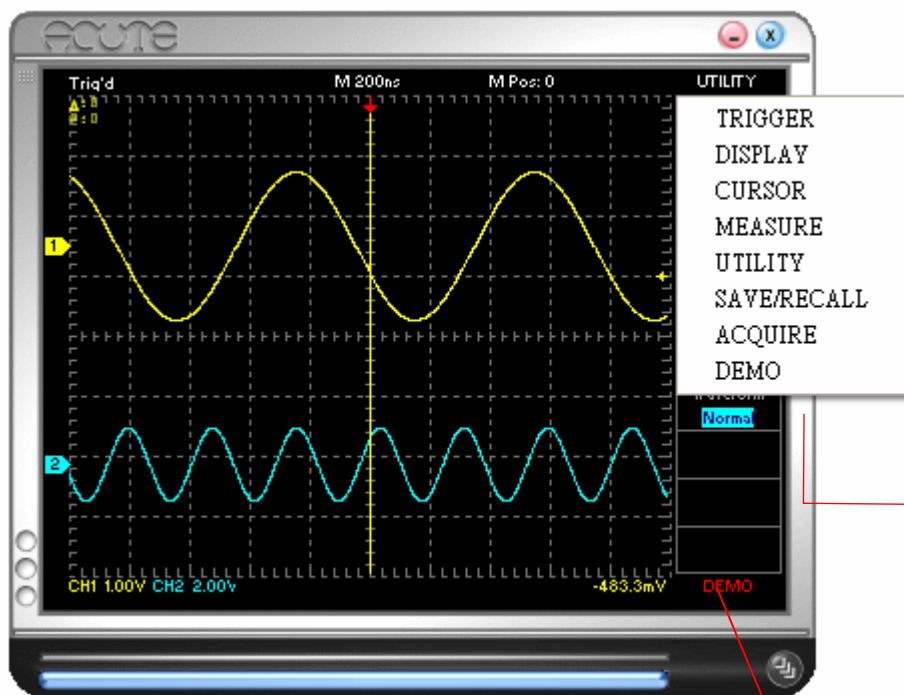 ACUTE
Trig'd M 200ns M Pos: 0 UTILITY
TRIGGER
DISPLAY
CURSOR
MEASURE
UTILITY
SAVE/RECALL
ACQUIRE
DEMO
Normal
1
2
CH1 1.00V CH2 2.00V -483.3mV DEMO